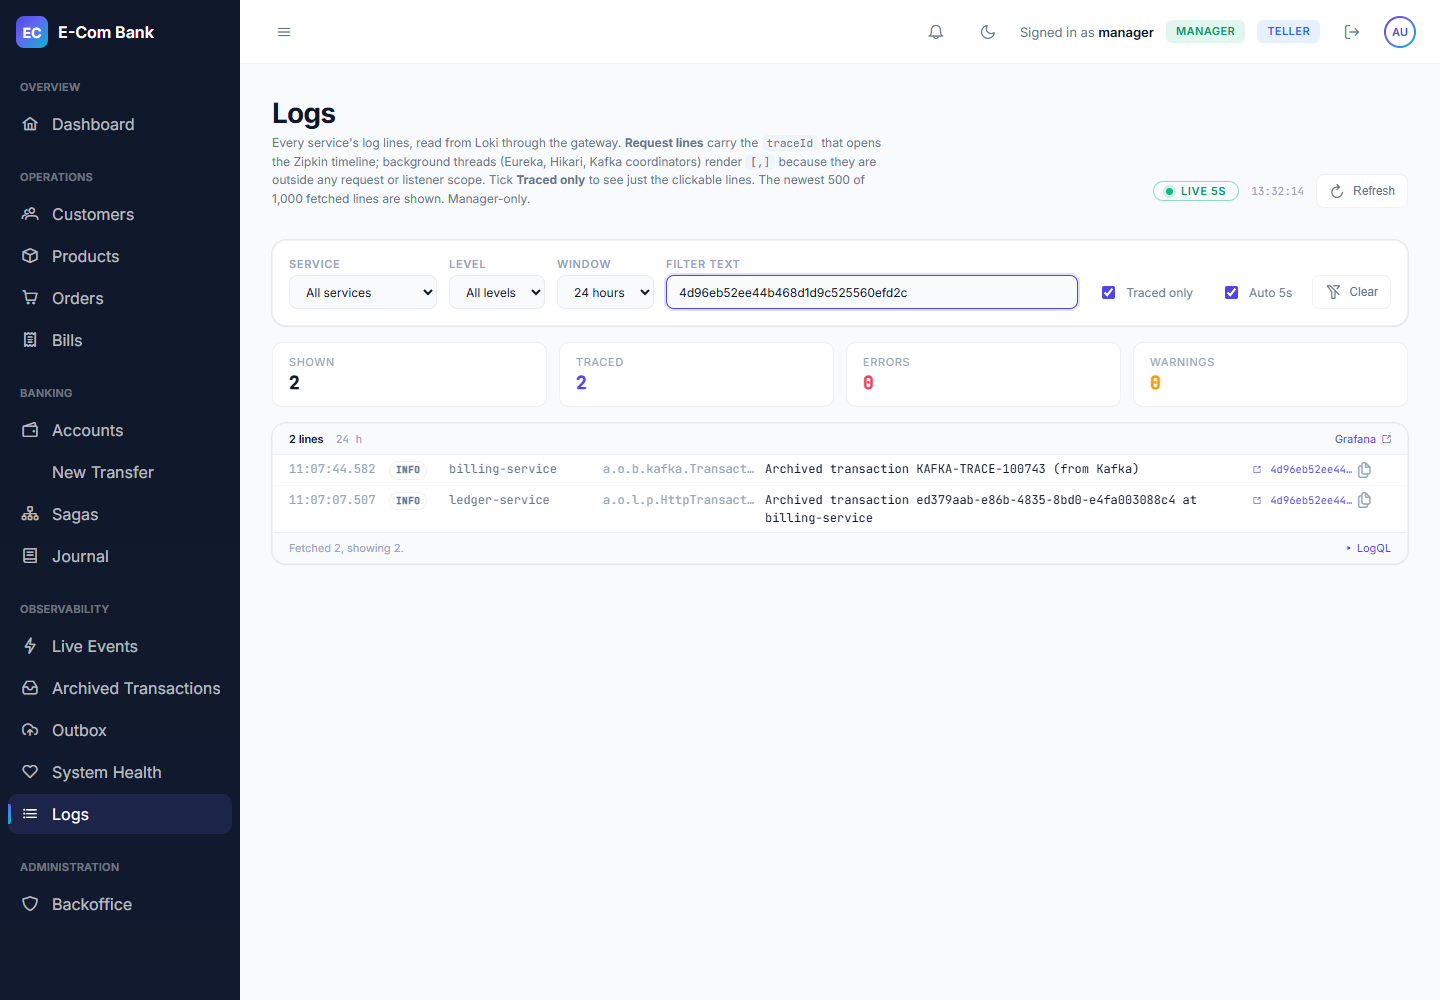 EC E-Com Bank
OVERVIEW
Dashboard
OPERATIONS
Customers
Products
Orders
Bills
BANKING
Accounts
New Transfer
Sagas
Journal
OBSERVABILITY
Live Events
Archived Transactions
Outbox
System Health
Logs
ADMINISTRATION
Backoffice
Signed in as manager MANAGER TELLER AU
Logs
Every service's log lines, read from Loki through the gateway. Request lines carry the traceId that opens
the Zipkin timeline; background threads (Eureka, Hikari, Kafka coordinators) render [,] because they are
outside any request or listener scope. Tick Traced only to see just the clickable lines. The newest 500 of
1,000 fetched lines are shown. Manager-only.
LIVE 5S 13:32:14 Refresh
SERVICE LEVEL WINDOW FILTER TEXT
All services All levels 24 hours 4d96eb52ee44b468d1d9c525560efd2c Traced only Auto 5s Clear
SHOWN TRACED ERRORS WARNINGS
2 2 0 0
2 lines 24 h Grafana
11:07:44.582 INFO billing-service a.o.b.kafka.Transact… Archived transaction KAFKA-TRACE-100743 (from Kafka) 4d96eb52ee44…
11:07:07.507 INFO ledger-service a.o.l.p.HttpTransact… Archived transaction ed379aab-e86b-4835-8bd0-e4fa003088c4 at 4d96eb52ee44…
billing-service
Fetched 2, showing 2. LogQL